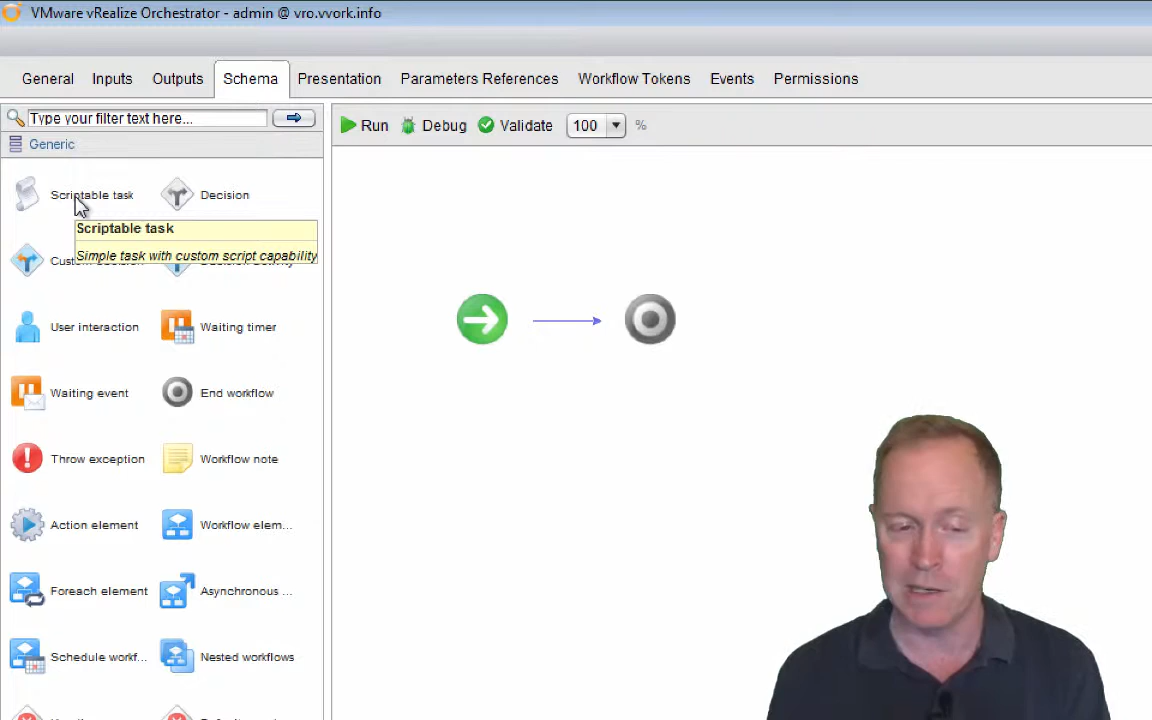 VMware vRealize Orchestrator - admin @ vro.vvork.info
General Inputs Outputs Schema Presentation Parameters References Workflow Tokens Events Permissions
Type your filter text here...
Run Debug Validate 100 %
Generic
Scriptable task Decision
Scriptable task
Simple task with custom script capability
User interaction Waiting timer
Waiting event End workflow
Throw exception Workflow note
Action element Workflow elem...
Foreach element Asynchronous ...
Schedule workf... Nested workflows